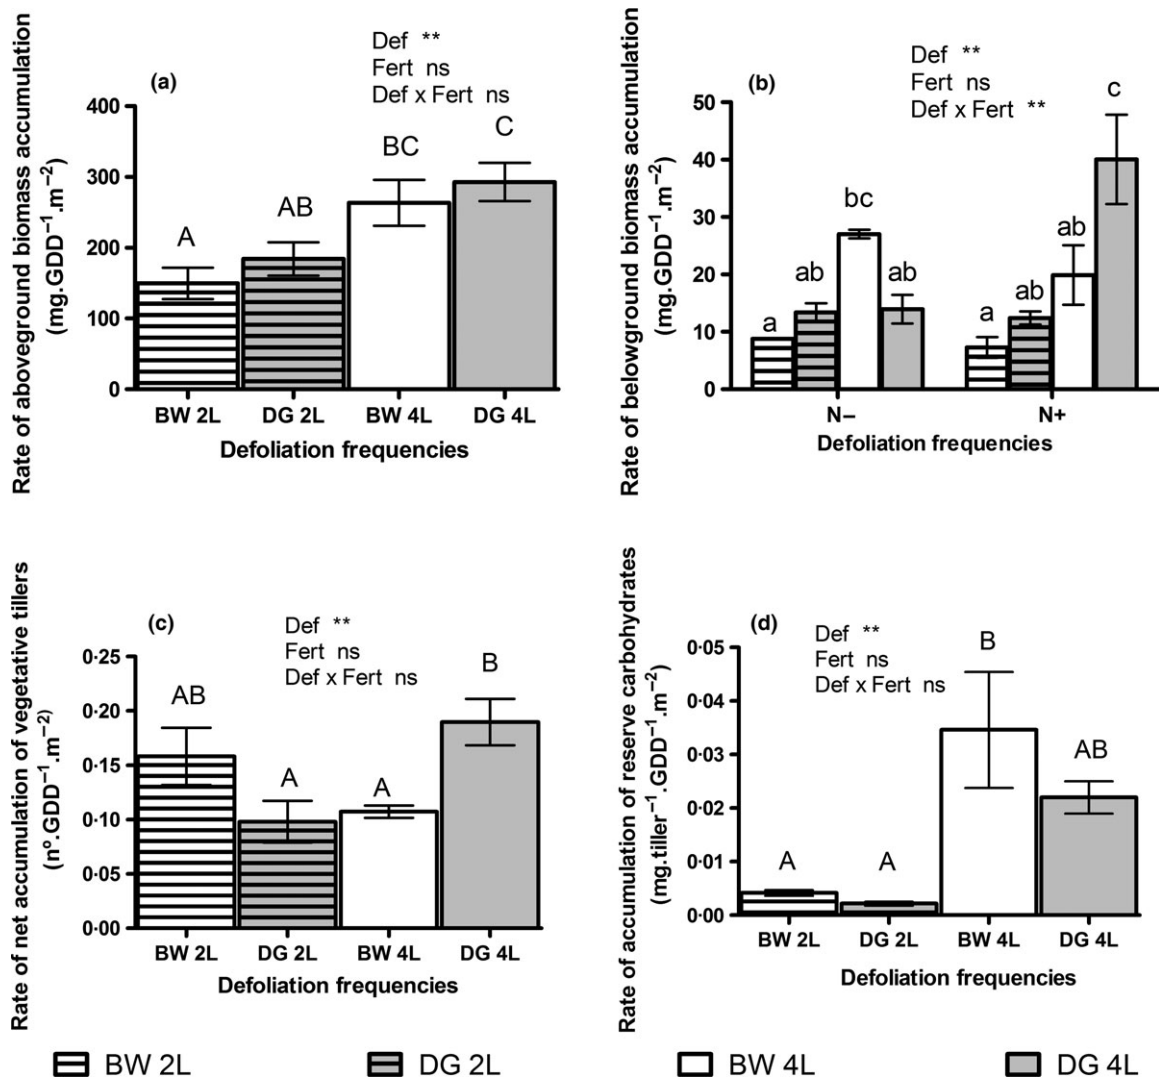 (a)
Def **
Fert ns
Def x Fert ns
Rate of aboveground biomass accumulation
(mg.GDD⁻¹.m⁻²)
400
300
200
100
0
A
AB
BC
C
BW 2L
DG 2L
BW 4L
DG 4L
Defoliation frequencies
(b)
Def **
Fert ns
Def x Fert **
Rate of belowground biomass accumulation
(mg.GDD⁻¹.m⁻²)
50
40
30
20
10
0
a
ab
bc
ab
a
ab
ab
c
N–
N+
Defoliation frequencies
(c)
Def **
Fert ns
Def x Fert ns
Rate of net accumulation of vegetative tillers
(nº.GDD⁻¹.m⁻²)
0·25
0·20
0·15
0·10
0·05
0·00
AB
A
A
B
BW 2L
DG 2L
BW 4L
DG 4L
Defoliation frequencies
(d)
Def **
Fert ns
Def x Fert ns
Rate of accumulation of reserve carbohydrates
(mg.tiller⁻¹.GDD⁻¹.m⁻²)
0·05
0·04
0·03
0·02
0·01
0·00
A
A
B
AB
BW 2L
DG 2L
BW 4L
DG 4L
Defoliation frequencies
BW 2L
DG 2L
BW 4L
DG 4L